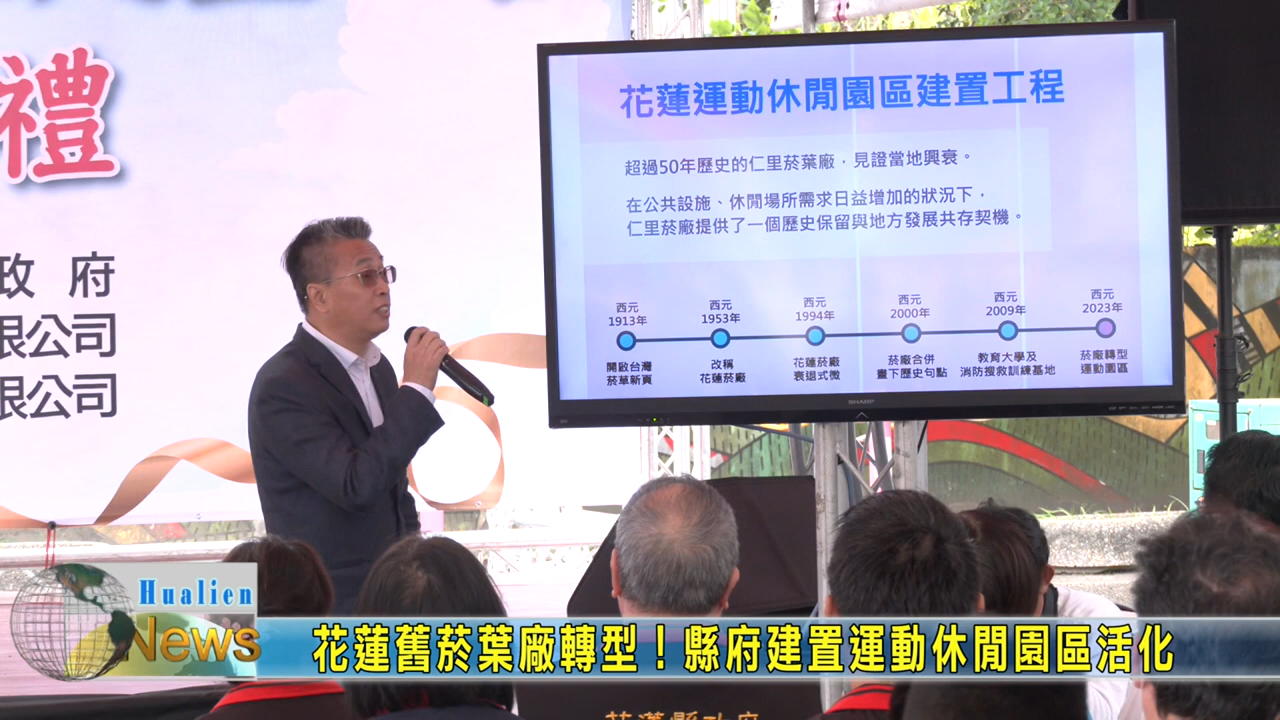 禮
政府
限公司
限公司
花蓮運動休閒園區建置工程
超過50年歷史的仁里菸葉廠，見證當地興衰。
在公共設施、休閒場所需求日益增加的狀況下，
仁里菸廠提供了一個歷史保留與地方發展共存契機。
西元
1913年
開啟台灣
菸草新頁
西元
1953年
改稱
花蓮菸廠
西元
1994年
花蓮菸廠
衰退式微
西元
2000年
菸廠合併
畫下歷史句點
西元
2009年
教育大學及
消防搜救訓練基地
西元
2023年
菸廠轉型
運動園區
SHARP
Hualien
News
花蓮舊菸葉廠轉型！縣府建置運動休閒園區活化
花蓮縣政府